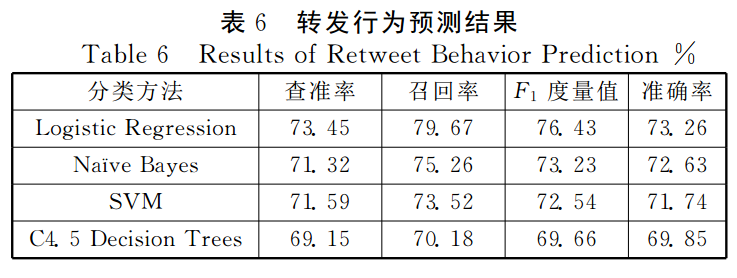 表 6 转发行为预测结果
Table 6 Results of Retweet Behavior Prediction %
分类方法 查准率 召回率 F1 度量值 准确率
Logistic Regression 73.45 79.67 76.43 73.26
Naïve Bayes 71.32 75.26 73.23 72.63
SVM 71.59 73.52 72.54 71.74
C4.5 Decision Trees 69.15 70.18 69.66 69.85